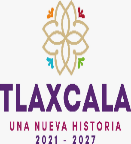 TLAXCALA
UNA NUEVA HISTORIA
2021 - 2027